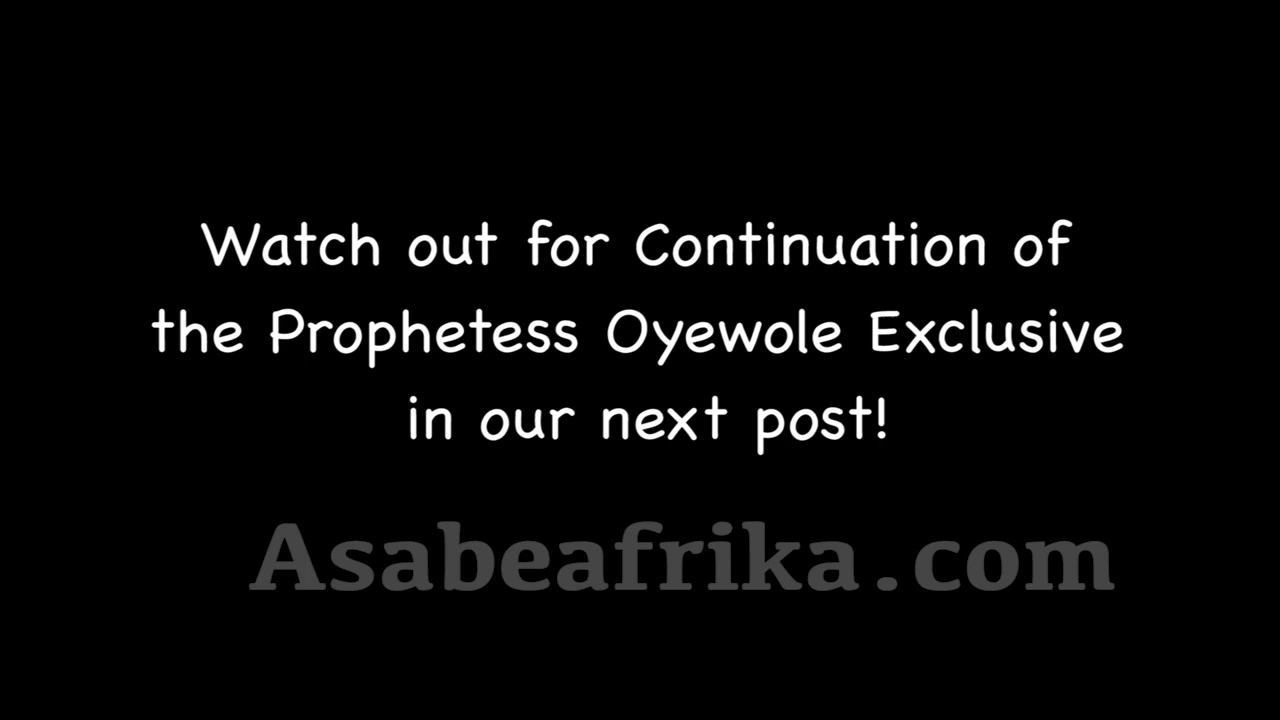 Watch out for Continuation of
the Prophetess Oyewole Exclusive
in our next post!
Asabeafrika.com